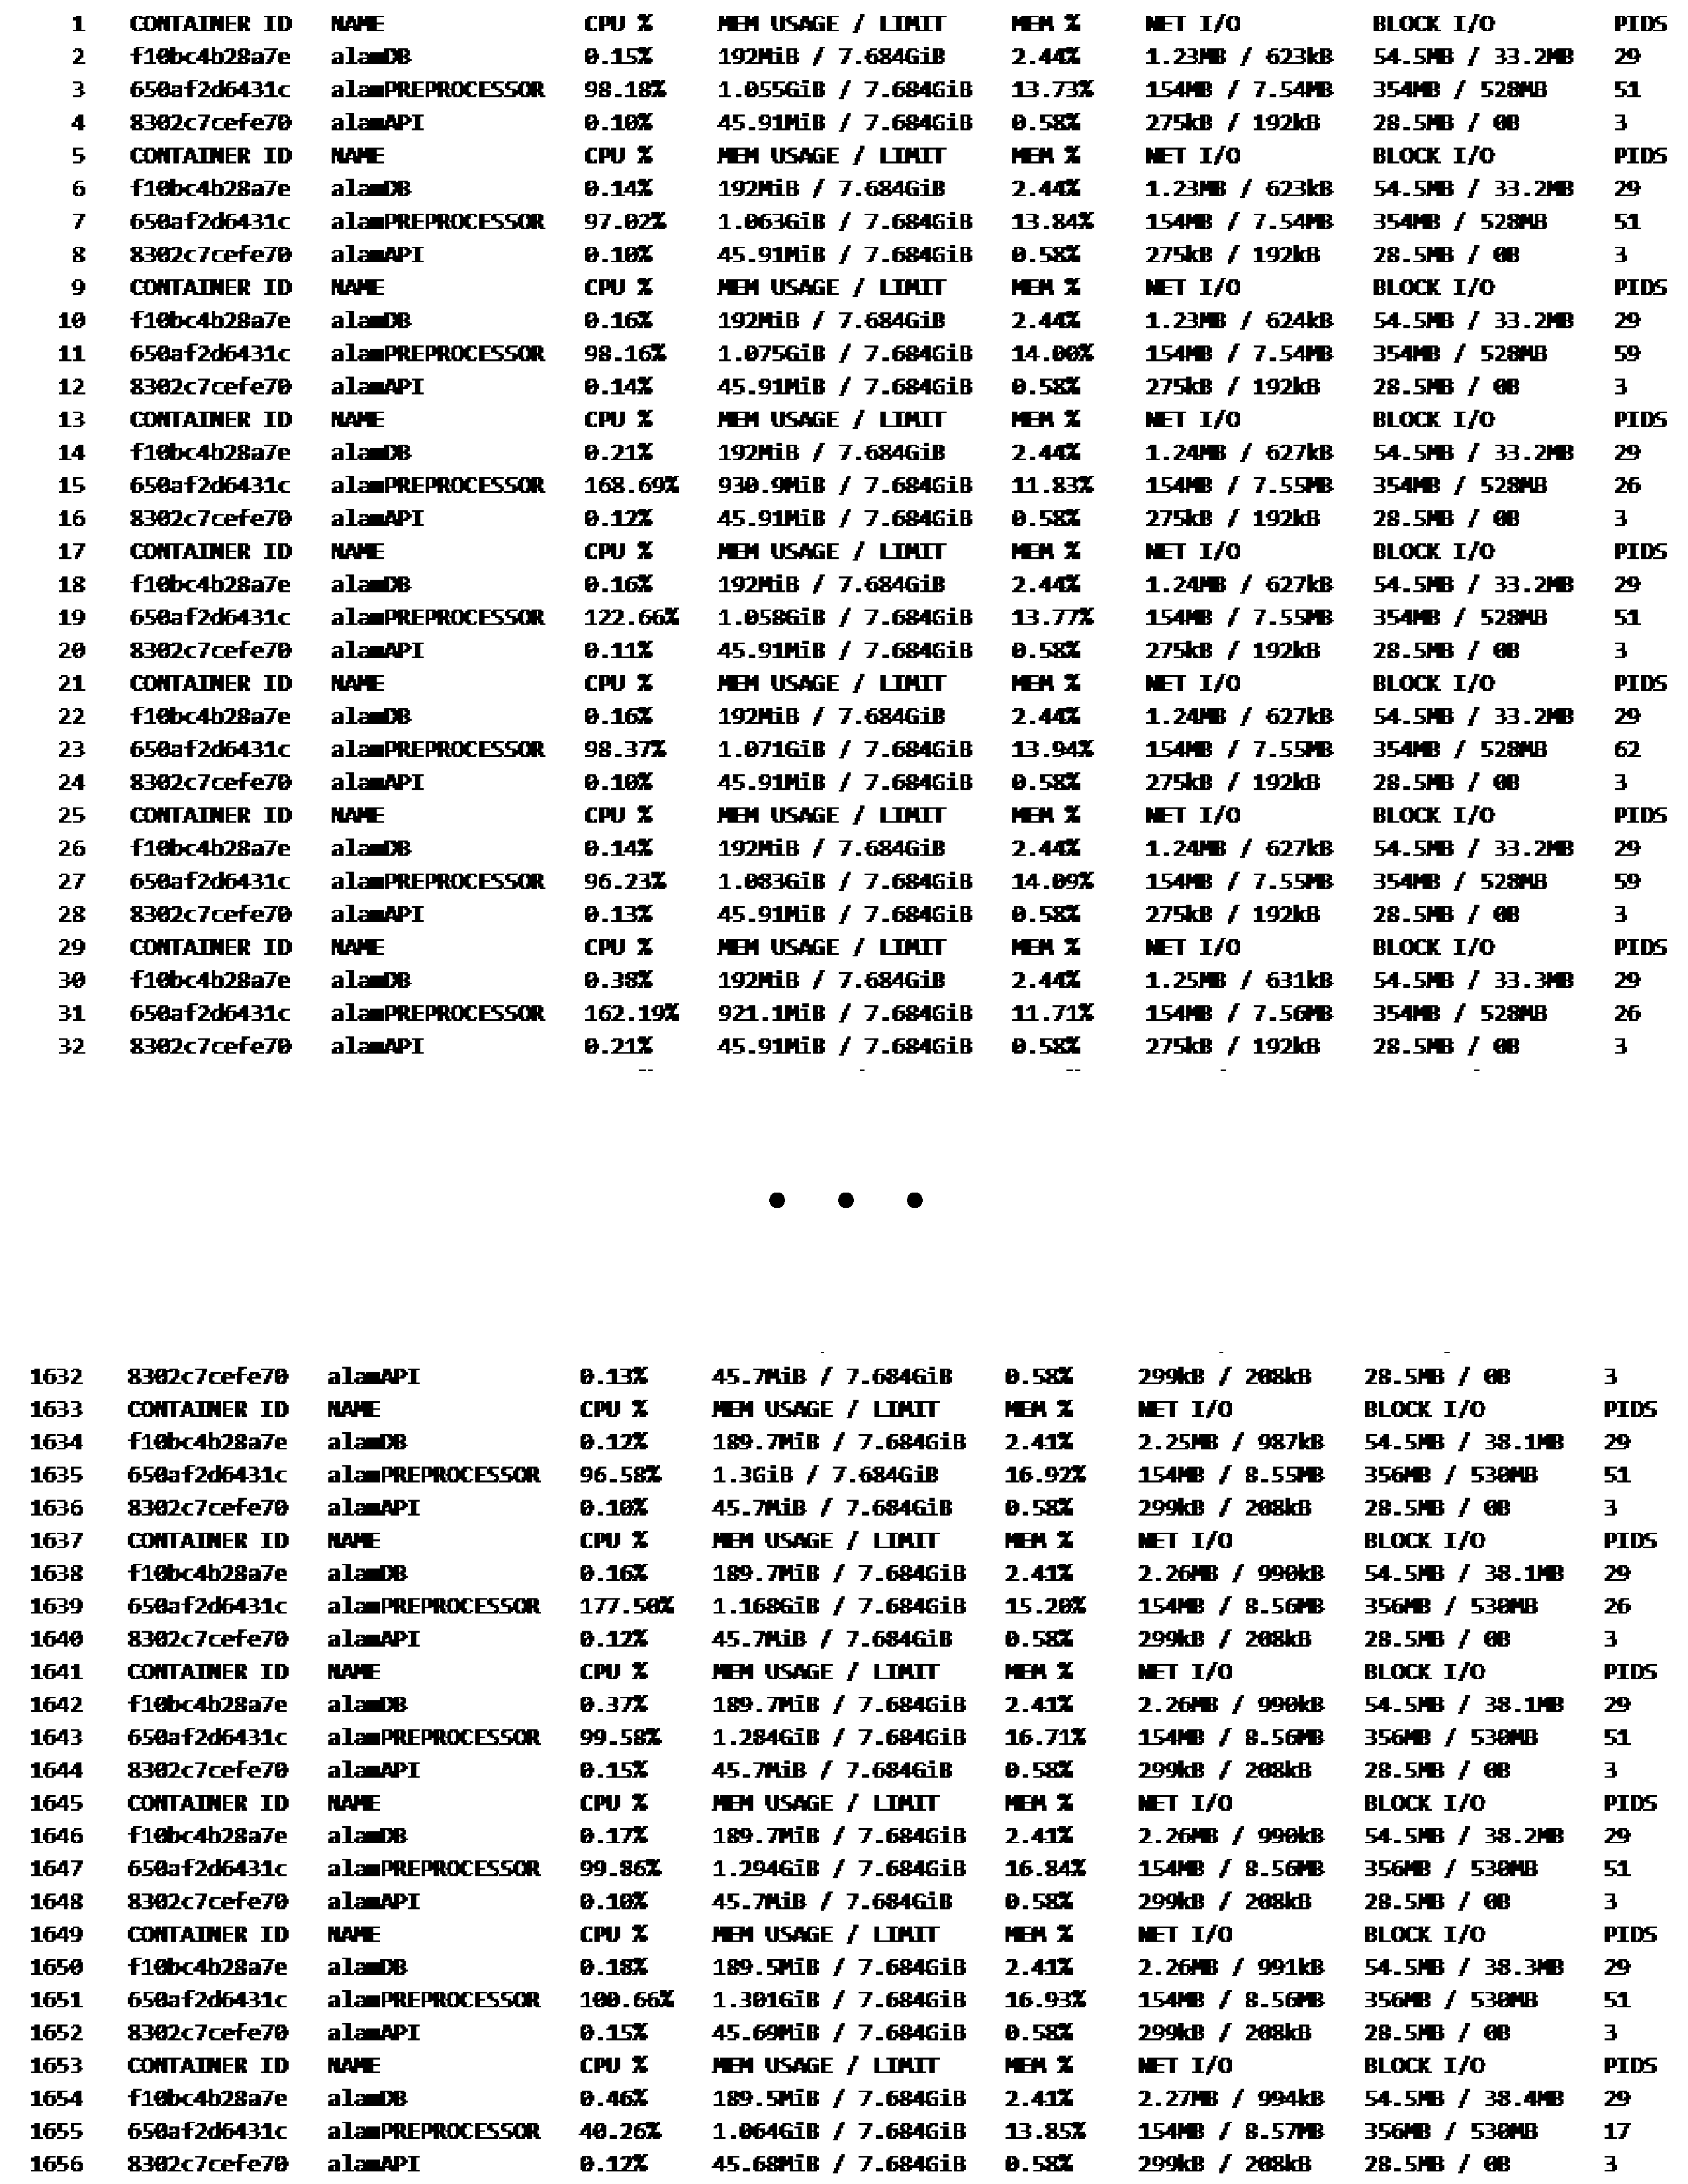 1 CONTAINER ID NAME CPU % MEM USAGE / LIMIT MEM % NET I/O BLOCK I/O PIDS
2 f10bc4b28a7e alamDB 0.15% 192MiB / 7.684GiB 2.44% 1.23MB / 623kB 54.5MB / 33.2MB 29
3 650af2d6431c alamPREPROCESSOR 98.18% 1.055GiB / 7.684GiB 13.73% 154MB / 7.54MB 354MB / 528MB 51
4 8302c7cefe70 alamAPI 0.10% 45.91MiB / 7.684GiB 0.58% 275kB / 192kB 28.5MB / 0B 3
5 CONTAINER ID NAME CPU % MEM USAGE / LIMIT MEM % NET I/O BLOCK I/O PIDS
6 f10bc4b28a7e alamDB 0.14% 192MiB / 7.684GiB 2.44% 1.23MB / 623kB 54.5MB / 33.2MB 29
7 650af2d6431c alamPREPROCESSOR 97.02% 1.063GiB / 7.684GiB 13.84% 154MB / 7.54MB 354MB / 528MB 51
8 8302c7cefe70 alamAPI 0.10% 45.91MiB / 7.684GiB 0.58% 275kB / 192kB 28.5MB / 0B 3
9 CONTAINER ID NAME CPU % MEM USAGE / LIMIT MEM % NET I/O BLOCK I/O PIDS
10 f10bc4b28a7e alamDB 0.16% 192MiB / 7.684GiB 2.44% 1.23MB / 624kB 54.5MB / 33.2MB 29
11 650af2d6431c alamPREPROCESSOR 98.16% 1.075GiB / 7.684GiB 14.00% 154MB / 7.54MB 354MB / 528MB 59
12 8302c7cefe70 alamAPI 0.14% 45.91MiB / 7.684GiB 0.58% 275kB / 192kB 28.5MB / 0B 3
13 CONTAINER ID NAME CPU % MEM USAGE / LIMIT MEM % NET I/O BLOCK I/O PIDS
14 f10bc4b28a7e alamDB 0.21% 192MiB / 7.684GiB 2.44% 1.24MB / 627kB 54.5MB / 33.2MB 29
15 650af2d6431c alamPREPROCESSOR 168.69% 930.9MiB / 7.684GiB 11.83% 154MB / 7.55MB 354MB / 528MB 26
16 8302c7cefe70 alamAPI 0.12% 45.91MiB / 7.684GiB 0.58% 275kB / 192kB 28.5MB / 0B 3
17 CONTAINER ID NAME CPU % MEM USAGE / LIMIT MEM % NET I/O BLOCK I/O PIDS
18 f10bc4b28a7e alamDB 0.16% 192MiB / 7.684GiB 2.44% 1.24MB / 627kB 54.5MB / 33.2MB 29
19 650af2d6431c alamPREPROCESSOR 122.66% 1.058GiB / 7.684GiB 13.77% 154MB / 7.55MB 354MB / 528MB 51
20 8302c7cefe70 alamAPI 0.11% 45.91MiB / 7.684GiB 0.58% 275kB / 192kB 28.5MB / 0B 3
21 CONTAINER ID NAME CPU % MEM USAGE / LIMIT MEM % NET I/O BLOCK I/O PIDS
22 f10bc4b28a7e alamDB 0.16% 192MiB / 7.684GiB 2.44% 1.24MB / 627kB 54.5MB / 33.2MB 29
23 650af2d6431c alamPREPROCESSOR 98.37% 1.071GiB / 7.684GiB 13.94% 154MB / 7.55MB 354MB / 528MB 62
24 8302c7cefe70 alamAPI 0.10% 45.91MiB / 7.684GiB 0.58% 275kB / 192kB 28.5MB / 0B 3
25 CONTAINER ID NAME CPU % MEM USAGE / LIMIT MEM % NET I/O BLOCK I/O PIDS
26 f10bc4b28a7e alamDB 0.14% 192MiB / 7.684GiB 2.44% 1.24MB / 627kB 54.5MB / 33.2MB 29
27 650af2d6431c alamPREPROCESSOR 96.23% 1.083GiB / 7.684GiB 14.09% 154MB / 7.55MB 354MB / 528MB 59
28 8302c7cefe70 alamAPI 0.13% 45.91MiB / 7.684GiB 0.58% 275kB / 192kB 28.5MB / 0B 3
29 CONTAINER ID NAME CPU % MEM USAGE / LIMIT MEM % NET I/O BLOCK I/O PIDS
30 f10bc4b28a7e alamDB 0.38% 192MiB / 7.684GiB 2.44% 1.25MB / 631kB 54.5MB / 33.3MB 29
31 650af2d6431c alamPREPROCESSOR 162.19% 921.1MiB / 7.684GiB 11.71% 154MB / 7.56MB 354MB / 528MB 26
32 8302c7cefe70 alamAPI 0.21% 45.91MiB / 7.684GiB 0.58% 275kB / 192kB 28.5MB / 0B 3
• • •
1632 8302c7cefe70 alamAPI 0.13% 45.7MiB / 7.684GiB 0.58% 299kB / 208kB 28.5MB / 0B 3
1633 CONTAINER ID NAME CPU % MEM USAGE / LIMIT MEM % NET I/O BLOCK I/O PIDS
1634 f10bc4b28a7e alamDB 0.12% 189.7MiB / 7.684GiB 2.41% 2.25MB / 987kB 54.5MB / 38.1MB 29
1635 650af2d6431c alamPREPROCESSOR 96.58% 1.3GiB / 7.684GiB 16.92% 154MB / 8.55MB 356MB / 530MB 51
1636 8302c7cefe70 alamAPI 0.10% 45.7MiB / 7.684GiB 0.58% 299kB / 208kB 28.5MB / 0B 3
1637 CONTAINER ID NAME CPU % MEM USAGE / LIMIT MEM % NET I/O BLOCK I/O PIDS
1638 f10bc4b28a7e alamDB 0.16% 189.7MiB / 7.684GiB 2.41% 2.26MB / 990kB 54.5MB / 38.1MB 29
1639 650af2d6431c alamPREPROCESSOR 177.50% 1.168GiB / 7.684GiB 15.20% 154MB / 8.56MB 356MB / 530MB 26
1640 8302c7cefe70 alamAPI 0.12% 45.7MiB / 7.684GiB 0.58% 299kB / 208kB 28.5MB / 0B 3
1641 CONTAINER ID NAME CPU % MEM USAGE / LIMIT MEM % NET I/O BLOCK I/O PIDS
1642 f10bc4b28a7e alamDB 0.37% 189.7MiB / 7.684GiB 2.41% 2.26MB / 990kB 54.5MB / 38.1MB 29
1643 650af2d6431c alamPREPROCESSOR 99.58% 1.284GiB / 7.684GiB 16.71% 154MB / 8.56MB 356MB / 530MB 51
1644 8302c7cefe70 alamAPI 0.15% 45.7MiB / 7.684GiB 0.58% 299kB / 208kB 28.5MB / 0B 3
1645 CONTAINER ID NAME CPU % MEM USAGE / LIMIT MEM % NET I/O BLOCK I/O PIDS
1646 f10bc4b28a7e alamDB 0.17% 189.7MiB / 7.684GiB 2.41% 2.26MB / 990kB 54.5MB / 38.2MB 29
1647 650af2d6431c alamPREPROCESSOR 99.86% 1.294GiB / 7.684GiB 16.84% 154MB / 8.56MB 356MB / 530MB 51
1648 8302c7cefe70 alamAPI 0.10% 45.7MiB / 7.684GiB 0.58% 299kB / 208kB 28.5MB / 0B 3
1649 CONTAINER ID NAME CPU % MEM USAGE / LIMIT MEM % NET I/O BLOCK I/O PIDS
1650 f10bc4b28a7e alamDB 0.18% 189.5MiB / 7.684GiB 2.41% 2.26MB / 991kB 54.5MB / 38.3MB 29
1651 650af2d6431c alamPREPROCESSOR 100.66% 1.301GiB / 7.684GiB 16.93% 154MB / 8.56MB 356MB / 530MB 51
1652 8302c7cefe70 alamAPI 0.15% 45.69MiB / 7.684GiB 0.58% 299kB / 208kB 28.5MB / 0B 3
1653 CONTAINER ID NAME CPU % MEM USAGE / LIMIT MEM % NET I/O BLOCK I/O PIDS
1654 f10bc4b28a7e alamDB 0.46% 189.5MiB / 7.684GiB 2.41% 2.27MB / 994kB 54.5MB / 38.4MB 29
1655 650af2d6431c alamPREPROCESSOR 40.26% 1.064GiB / 7.684GiB 13.85% 154MB / 8.57MB 356MB / 530MB 17
1656 8302c7cefe70 alamAPI 0.12% 45.68MiB / 7.684GiB 0.58% 299kB / 208kB 28.5MB / 0B 3